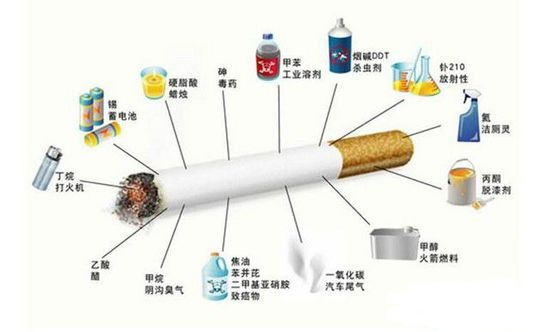 甲苯
工业溶剂
烟碱DDT
杀虫剂
钋210
放射性
硬脂酸
蜡烛
砷
毒药
锡
蓄电池
氨
洁厕灵
丁烷
打火机
丙酮
脱漆剂
乙酸
醋
甲烷
阴沟臭气
焦油
苯并芘
二甲基亚硝胺
致癌物
一氧化碳
汽车尾气
甲醇
火箭燃料